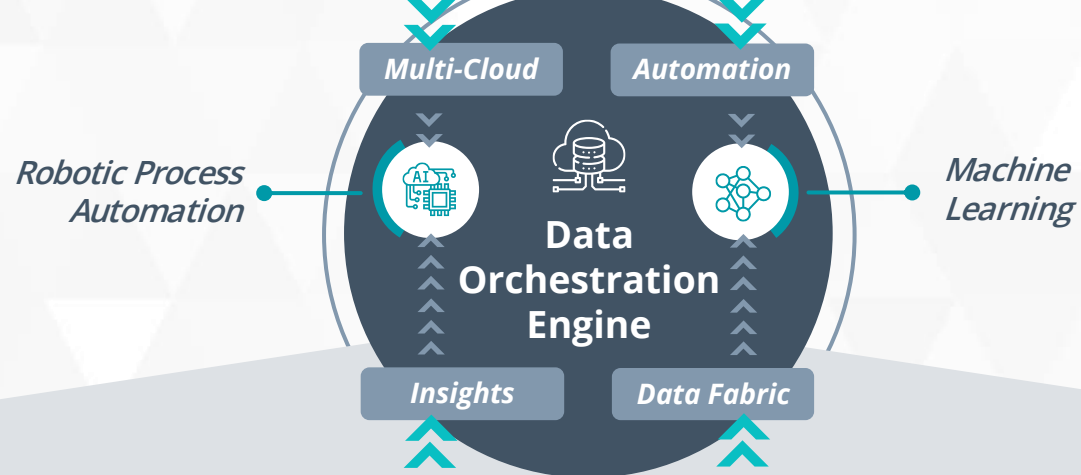 Multi-Cloud
Automation
Robotic Process
Automation
AI
Machine
Learning
Data
Orchestration
Engine
Insights
Data Fabric